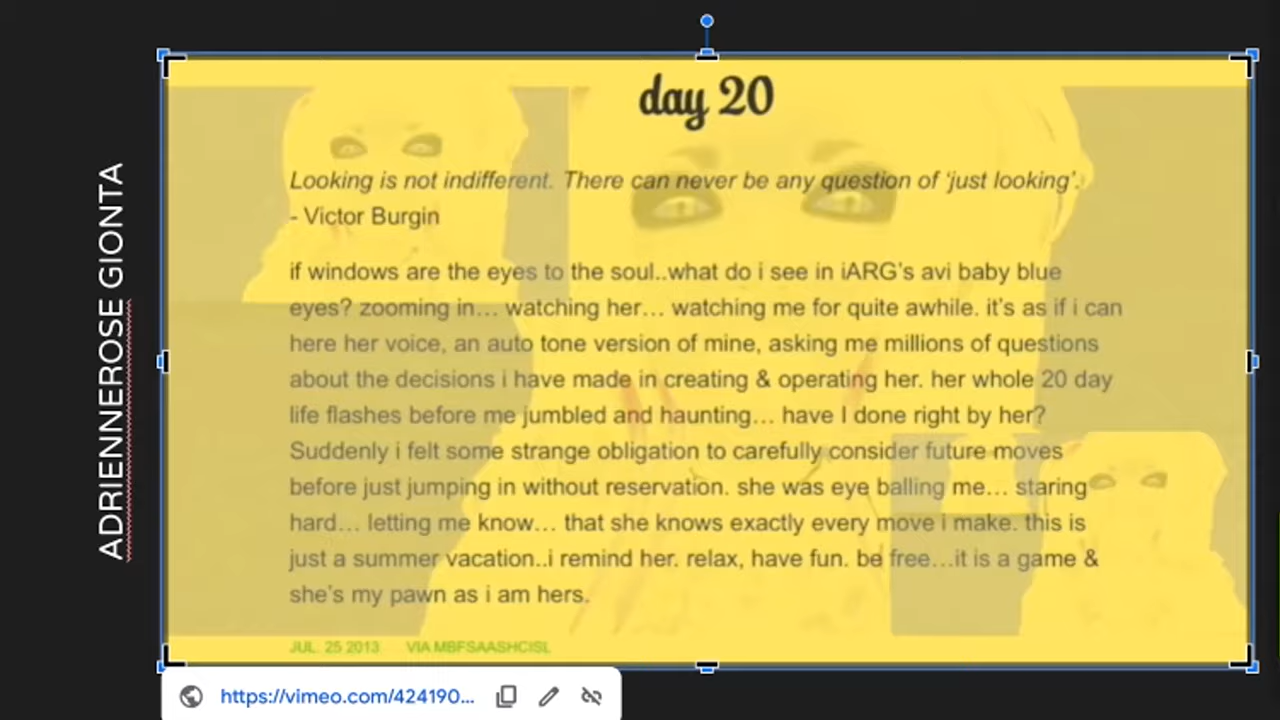 ADRIENNEROSE GIONTA
day 20
Looking is not indifferent. There can never be any question of ‘just looking’.
- Victor Burgin
if windows are the eyes to the soul..what do i see in iARG’s avi baby blue
eyes? zooming in… watching her… watching me for quite awhile. it’s as if i can
here her voice, an auto tone version of mine, asking me millions of questions
about the decisions i have made in creating & operating her. her whole 20 day
life flashes before me jumbled and haunting… have I done right by her?
Suddenly i felt some strange obligation to carefully consider future moves
before just jumping in without reservation. she was eye balling me… staring
hard… letting me know… that she knows exactly every move i make. this is
just a summer vacation..i remind her. relax, have fun. be free…it is a game &
she’s my pawn as i am hers.
JUL. 25 2013 VIA MBFSAASHCISL
https://vimeo.com/424190...